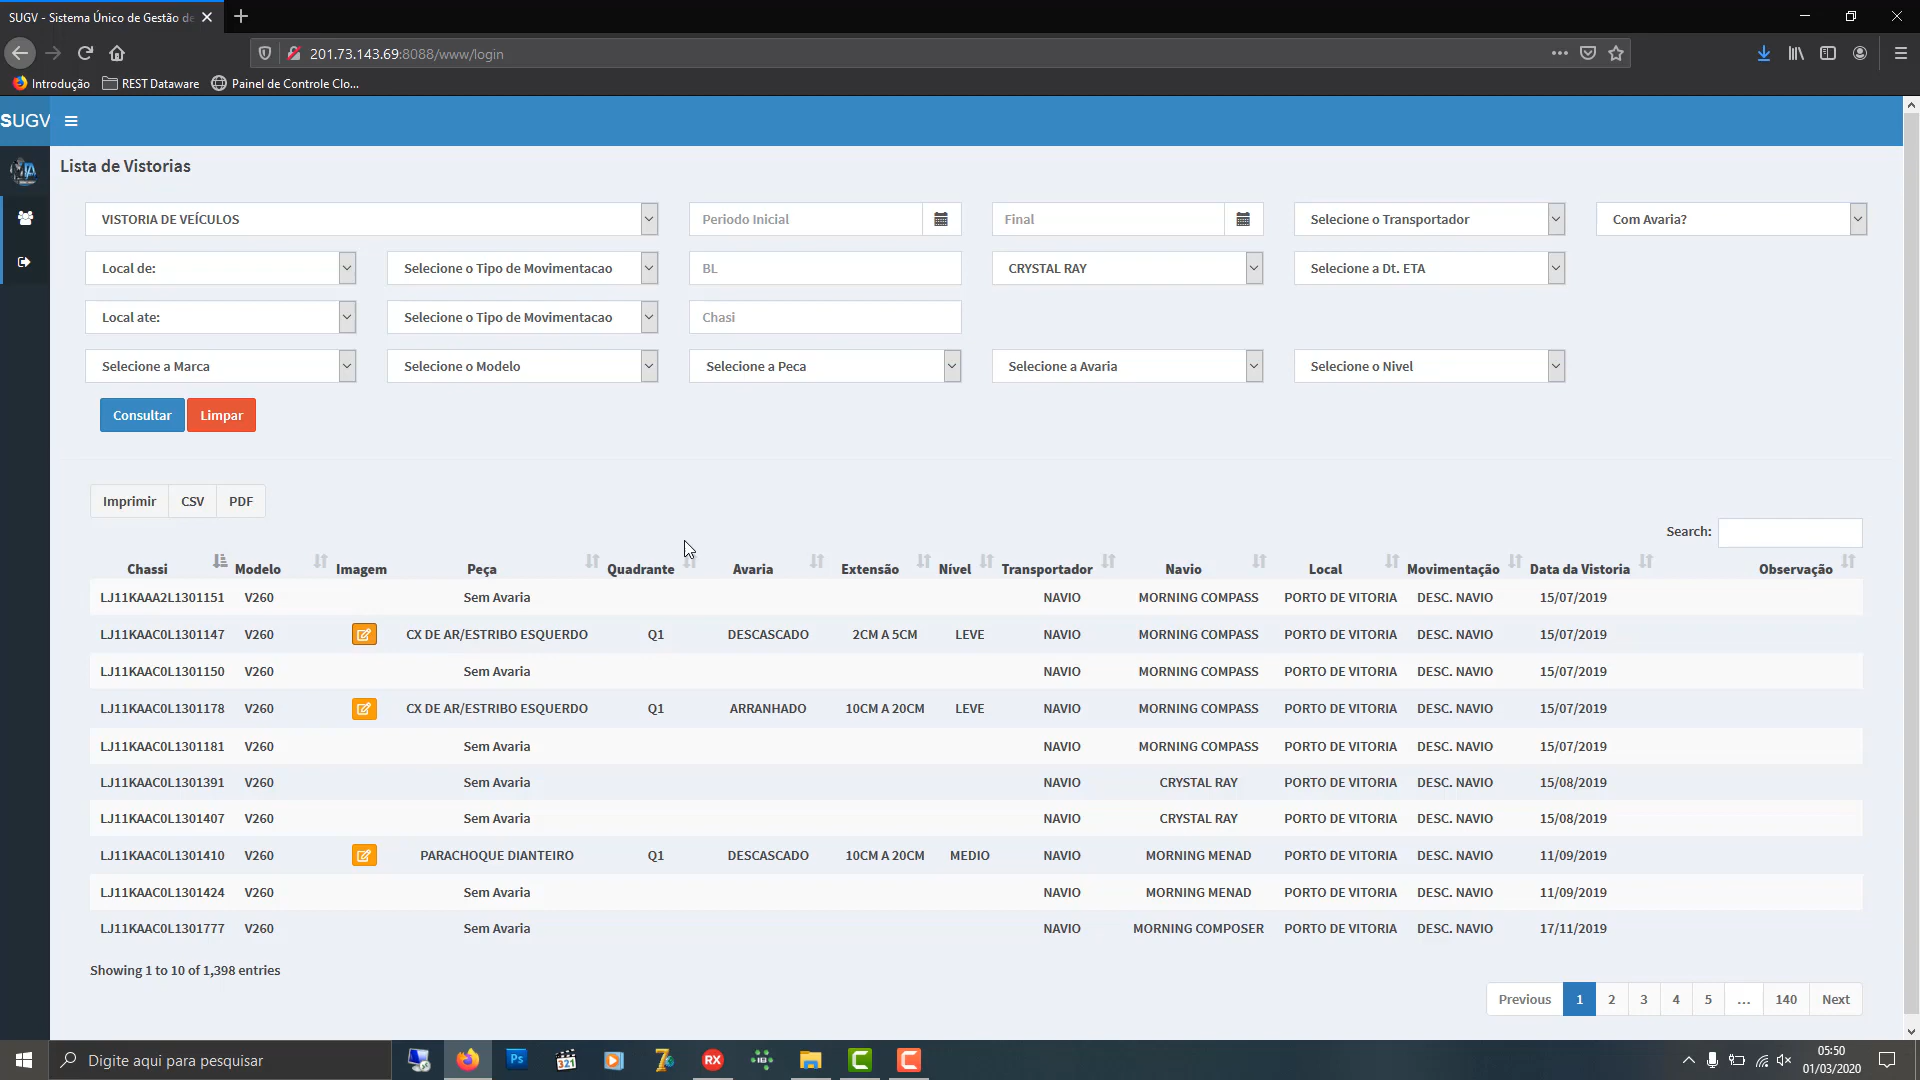 SUGV - Sistema Único de Gestão de
201.73.143.69:8088/www/login
Introdução REST Dataware Painel de Controle Clo...
SUGV
Lista de Vistorias
VISTORIA DE VEÍCULOS Periodo Inicial Final Selecione o Transportador Com Avaria?
Local de: Selecione o Tipo de Movimentacao BL CRYSTAL RAY Selecione a Dt. ETA
Local ate: Selecione o Tipo de Movimentacao Chasi
Selecione a Marca Selecione o Modelo Selecione a Peca Selecione a Avaria Selecione o Nivel
Consultar Limpar
Imprimir CSV PDF
Search:
Chassi Modelo Imagem Peça Quadrante Avaria Extensão Nível Transportador Navio Local Movimentação Data da Vistoria Observação
LJ11KAAA2L1301151 V260 Sem Avaria NAVIO MORNING COMPASS PORTO DE VITORIA DESC. NAVIO 15/07/2019
LJ11KAAC0L1301147 V260 CX DE AR/ESTRIBO ESQUERDO Q1 DESCASCADO 2CM A 5CM LEVE NAVIO MORNING COMPASS PORTO DE VITORIA DESC. NAVIO 15/07/2019
LJ11KAAC0L1301150 V260 Sem Avaria NAVIO MORNING COMPASS PORTO DE VITORIA DESC. NAVIO 15/07/2019
LJ11KAAC0L1301178 V260 CX DE AR/ESTRIBO ESQUERDO Q1 ARRANHADO 10CM A 20CM LEVE NAVIO MORNING COMPASS PORTO DE VITORIA DESC. NAVIO 15/07/2019
LJ11KAAC0L1301181 V260 Sem Avaria NAVIO MORNING COMPASS PORTO DE VITORIA DESC. NAVIO 15/07/2019
LJ11KAAC0L1301391 V260 Sem Avaria NAVIO CRYSTAL RAY PORTO DE VITORIA DESC. NAVIO 15/08/2019
LJ11KAAC0L1301407 V260 Sem Avaria NAVIO CRYSTAL RAY PORTO DE VITORIA DESC. NAVIO 15/08/2019
LJ11KAAC0L1301410 V260 PARACHOQUE DIANTEIRO Q1 DESCASCADO 10CM A 20CM MEDIO NAVIO MORNING MENAD PORTO DE VITORIA DESC. NAVIO 11/09/2019
LJ11KAAC0L1301424 V260 Sem Avaria NAVIO MORNING MENAD PORTO DE VITORIA DESC. NAVIO 11/09/2019
LJ11KAAC0L1301777 V260 Sem Avaria NAVIO MORNING COMPOSER PORTO DE VITORIA DESC. NAVIO 17/11/2019
Showing 1 to 10 of 1,398 entries
Previous 1 2 3 4 5 ... 140 Next
Digite aqui para pesquisar
05:50
01/03/2020